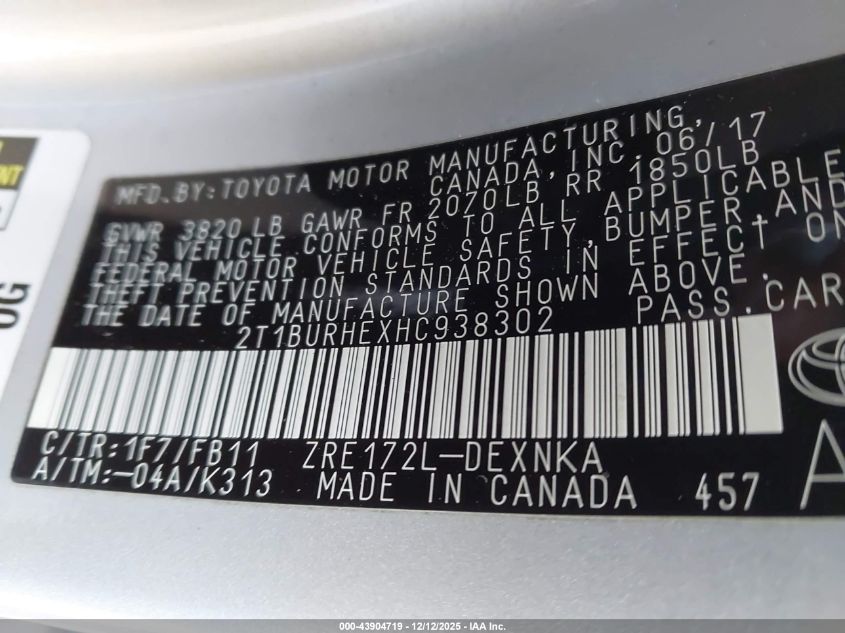 MFD.BY:TOYOTA MOTOR MANUFACTURING,
CANADA, INC. 06/17
GVWR 3820 LB GAWR FR 2070LB RR 1850LB
THIS VEHICLE CONFORMS TO ALL APPLICABLE
FEDERAL MOTOR VEHICLE SAFETY, BUMPER, AND
THEFT PREVENTION STANDARDS IN EFFECT ON
THE DATE OF MANUFACTURE SHOWN ABOVE.
2T1BURHEXHC938302 PASS.CAR
C/TR:1F7/FB11 ZRE172L-DEXNKA
A/TM:-04A/K313 MADE IN CANADA 457
OG
000-43904719 - 12/12/2025 - IAA Inc.